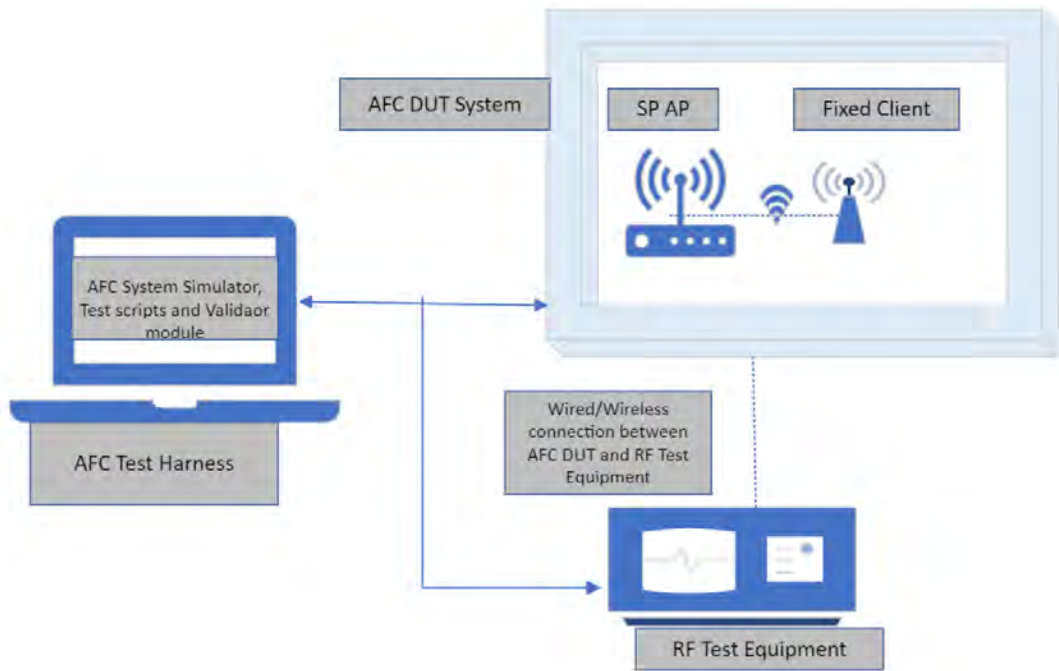 AFC DUT System
SP AP
Fixed Client
AFC System Simulator,
Test scripts and Validaor
module
AFC Test Harness
Wired/Wireless
connection between
AFC DUT and RF Test
Equipment
RF Test Equipment